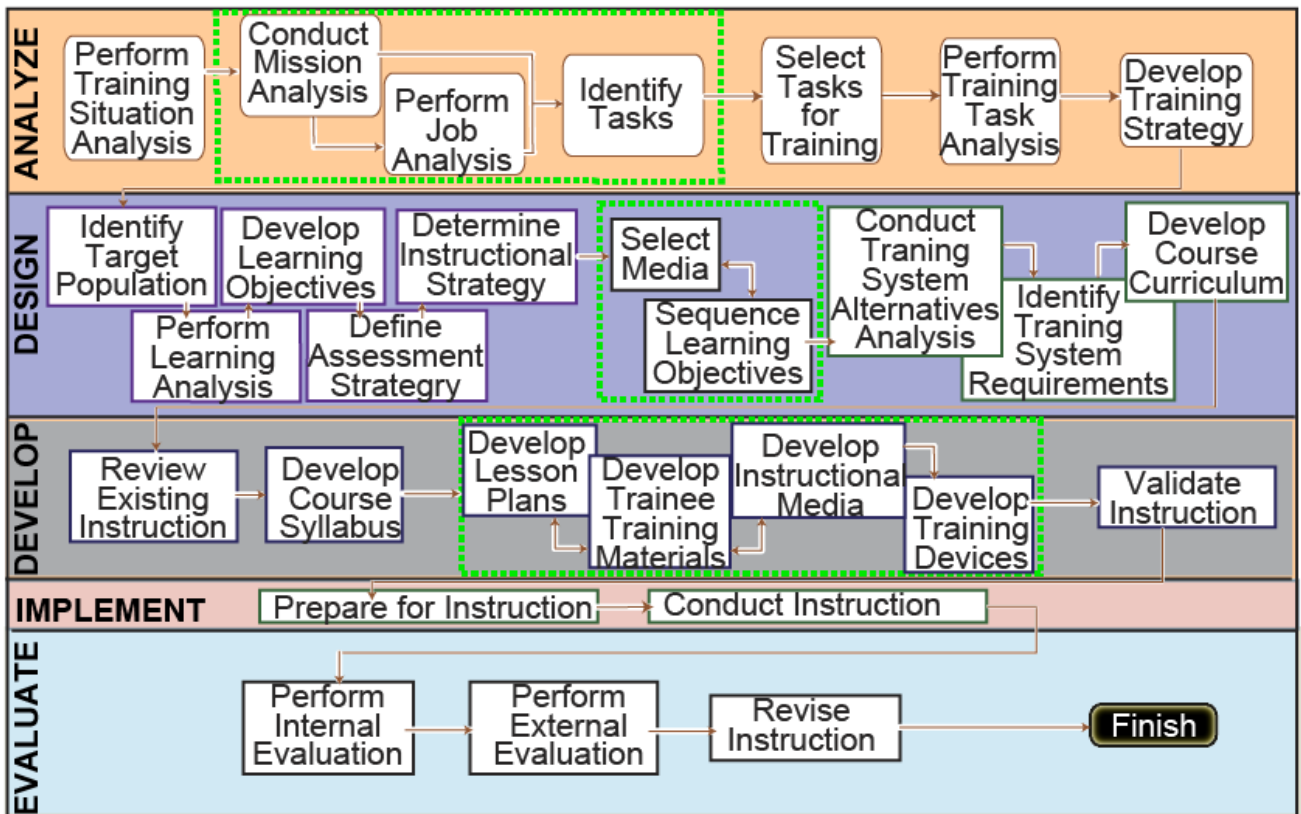 ANALYZE
Perform
Training
Situation
Analysis
Conduct
Mission
Analysis
Perform
Job
Analysis
Identify
Tasks
Select
Tasks
for
Training
Perform
Training
Task
Analysis
Develop
Training
Strategy
DESIGN
Identify
Target
Population
Perform
Learning
Analysis
Develop
Learning
Objectives
Define
Assessment
Strategry
Determine
Instructional
Strategy
Select
Media
Sequence
Learning
Objectives
Conduct
Traning
System
Alternatives
Analysis
Identify
Traning
System
Requirements
Develop
Course
Curriculum
DEVELOP
Review
Existing
Instruction
Develop
Course
Syllabus
Develop
Lesson
Plans
Develop
Trainee
Training
Materials
Develop
Instructional
Media
Develop
Training
Devices
Validate
Instruction
IMPLEMENT
Prepare for Instruction
Conduct Instruction
EVALUATE
Perform
Internal
Evaluation
Perform
External
Evaluation
Revise
Instruction
Finish